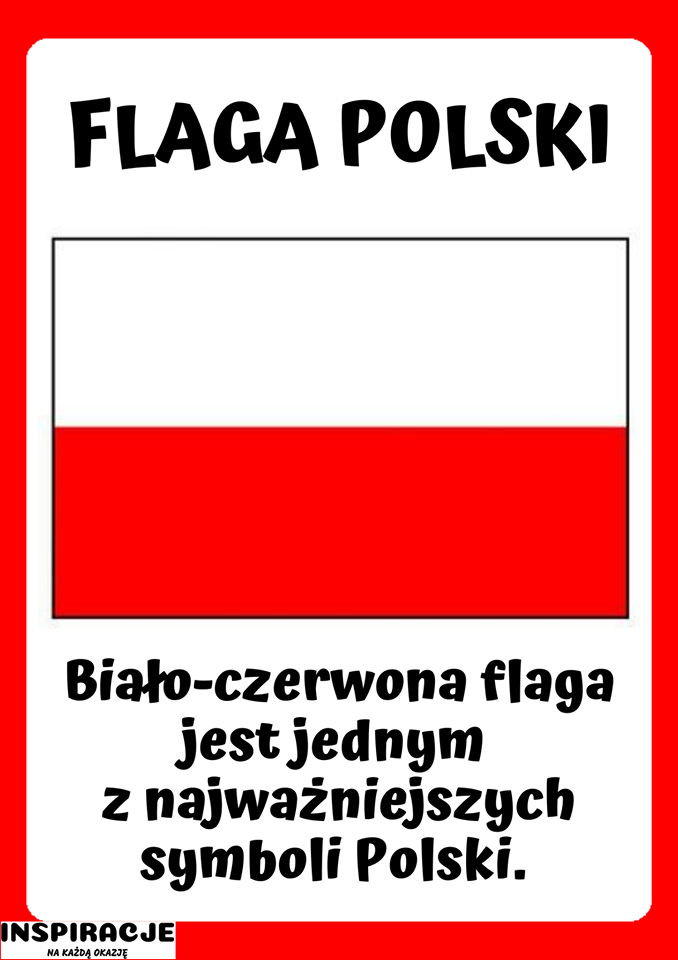 FLAGA POLSKI
Biało-czerwona flaga
jest jednym
z najważniejszych
symboli Polski.
INSPIRACJE
NA KAŻDĄ OKAZJĘ